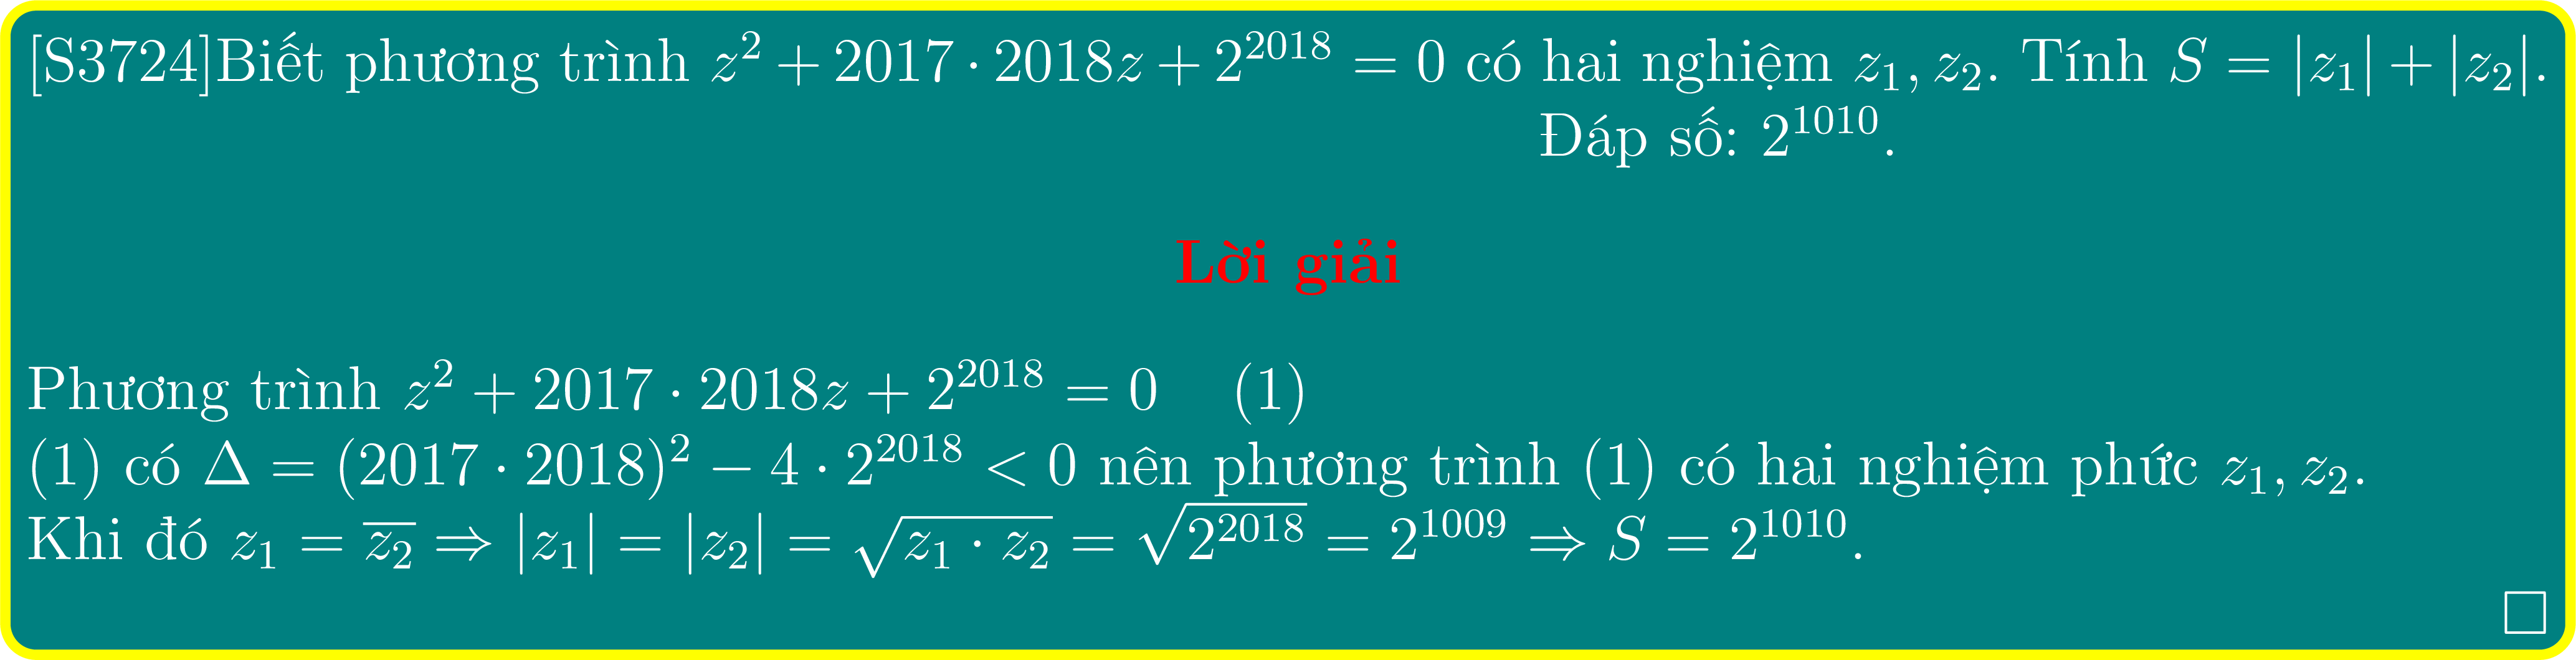 [S3724]Biết phương trình $z^2 + 2017 \cdot 2018z + 2^{2018} = 0$ có hai nghiệm $z_1, z_2$. Tính $S = |z_1| + |z_2|$.
Đáp số: $2^{1010}$.
Lời giải
Phương trình $z^2 + 2017 \cdot 2018z + 2^{2018} = 0$ (1)
(1) có $\Delta = (2017 \cdot 2018)^2 - 4 \cdot 2^{2018} < 0$ nên phương trình (1) có hai nghiệm phức $z_1, z_2$.
Khi đó $z_1 = \overline{z_2} \Rightarrow |z_1| = |z_2| = \sqrt{z_1 \cdot z_2} = \sqrt{2^{2018}} = 2^{1009} \Rightarrow S = 2^{1010}$.
□